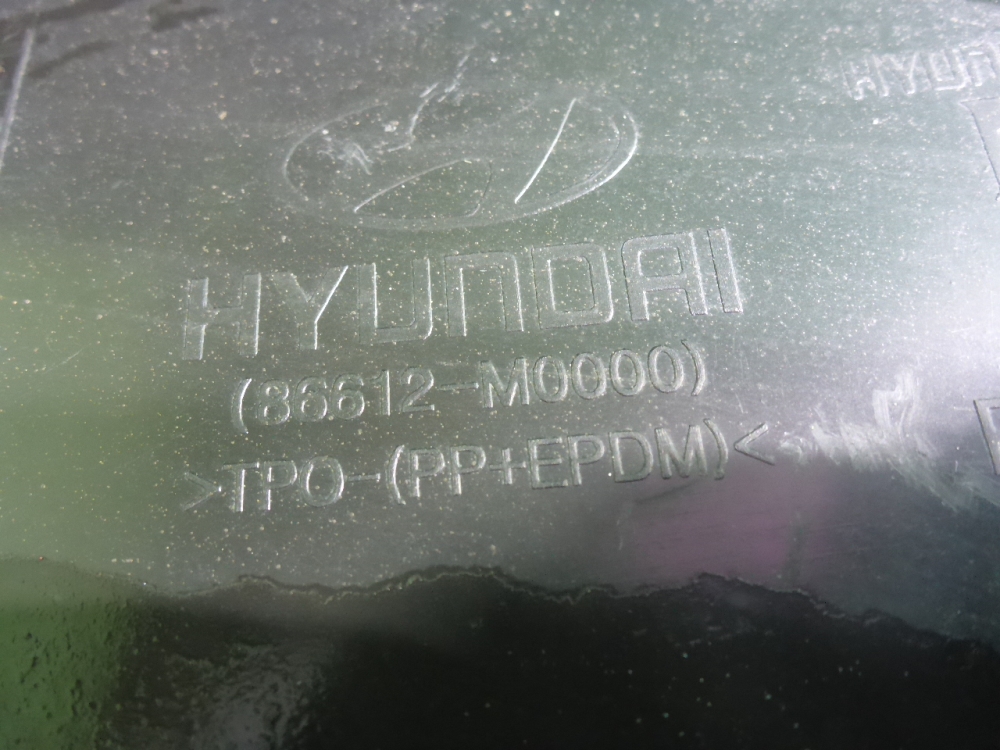 HYUNDAI
(86612-M0000)
>TPO-(PP+EPDM)<